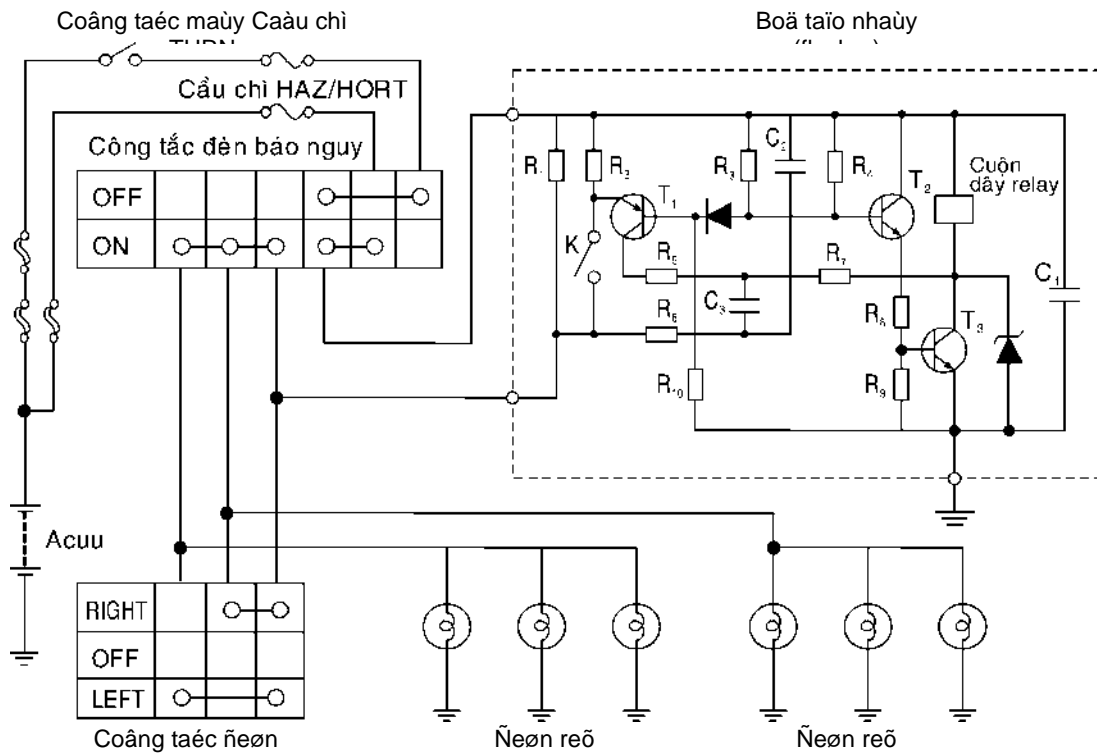 Coâng taéc maùy Caàu chì
Boä taïo nhaùy
Cầu chì HAZ/HORT
Công tắc đèn báo nguy
OFF
ON
R₃
C₂
R₄
T₂
Cuộn
dây relay
T₁
K
R₅
R₇
C₃
R₆
C₁
T₃
R₁₀
R₉
Acuu
RIGHT
OFF
LEFT
Coâng taéc ñeøn
Ñeøn reõ
Ñeøn reõ